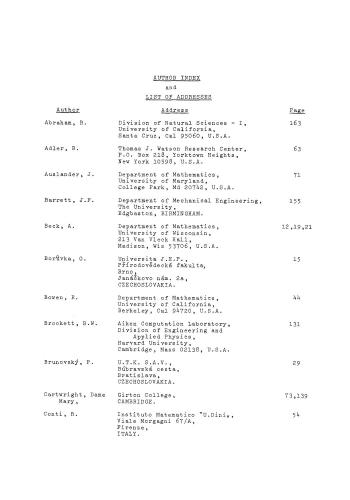 AUTHOR INDEX
and
LIST OF ADDRESSES
Author Address Page
Abraham, R. Division of Natural Sciences - I, 163
University of California,
Santa Cruz, Cal 95060, U.S.A.
Adler, R. Thomas J. Watson Research Center, 63
P.O. Box 218, Yorktown Heights,
New York 10598, U.S.A.
Auslander, J. Department of Mathematics, 71
University of Maryland,
College Park, Md 20742, U.S.A.
Barrett, J.F. Department of Mechanical Engineering, 155
The University,
Edgbaston, BIRMINGHAM.
Beck, A. Department of Mathematics, 12,19,21
University of Wisconsin,
213 Van Vleck Hall,
Madison, Wis 53706, U.S.A.
Borůvka, O. Universita J.E.P., 15
Přírodovědecká fakulta,
Brno,
Janáčkovo nám. 2a,
CZECHOSLOVAKIA.
Bowen, R. Department of Mathematics, 44
University of California,
Berkeley, Cal 94720, U.S.A.
Brockett, R.W. Aiken Computation Laboratory, 131
Division of Engineering and
Applied Physics,
Harvard University,
Cambridge, Mass 02138, U.S.A.
Brunovský, P. U.T.K. S.A.V., 29
Dúbravská cesta,
Bratislava,
CZECHOSLOVAKIA.
Cartwright, Dame Girton College, 73,139
Mary, CAMBRIDGE.
Conti, R. Instituto Matematico "U.Dini, 54
Viale Morgagni 67/A,
Firenze,
ITALY.